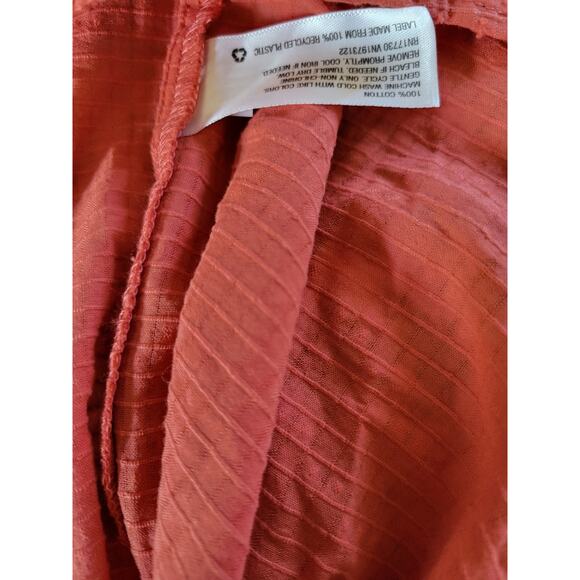 100% COTTON
MACHINE WASH COLD WITH LIKE COLORS.
GENTLE CYCLE. ONLY NON-CHLORINE
BLEACH IF NEEDED. TUMBLE DRY LOW.
REMOVE PROMPTLY. COOL IRON IF NEEDED.
RN17730 VN1973122
LABEL MADE FROM 100% RECYCLED PLASTIC